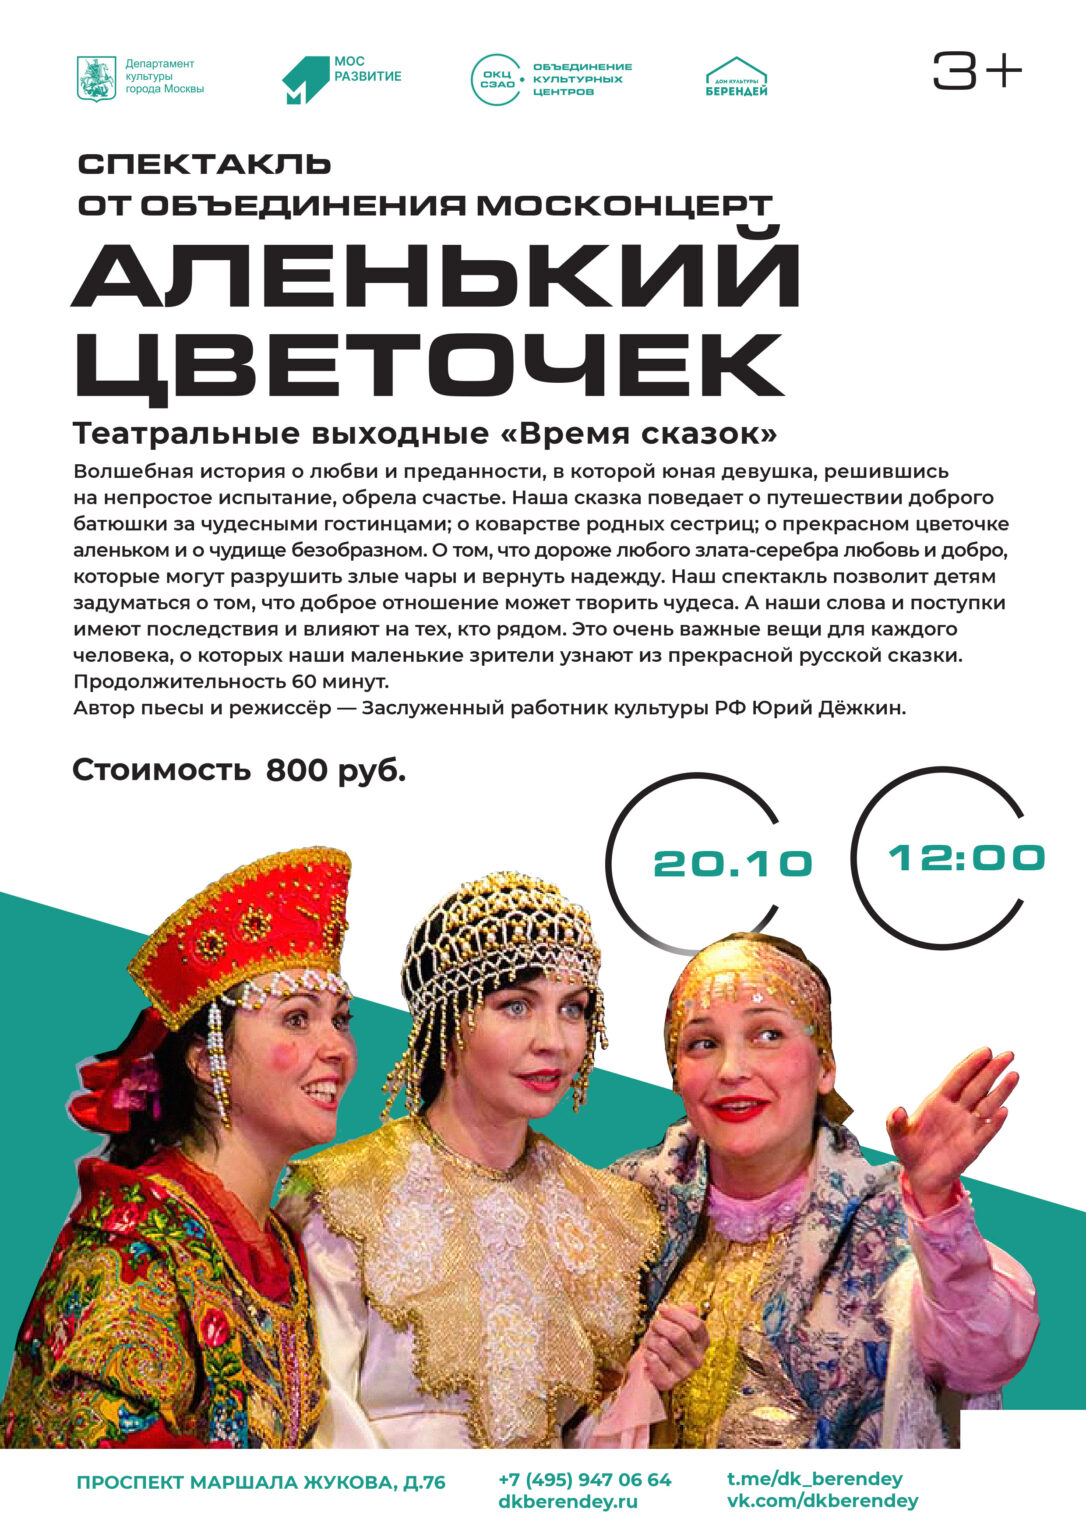 Департамент
культуры
города Москвы
МОС
РАЗВИТИЕ
ОКЦ
СЗАО
ОБЪЕДИНЕНИЕ
КУЛЬТУРНЫХ
ЦЕНТРОВ
ДОМ КУЛЬТУРЫ
БЕРЕНДЕЙ
3+
СПЕКТАКЛЬ
ОТ ОБЪЕДИНЕНИЯ МОСКОНЦЕРТ
АЛЕНЬКИЙ
ЦВЕТОЧЕК
Театральные выходные «Время сказок»
Волшебная история о любви и преданности, в которой юная девушка, решившись
на непростое испытание, обрела счастье. Наша сказка поведает о путешествии доброго
батюшки за чудесными гостинцами; о коварстве родных сестриц; о прекрасном цветочке
аленьком и о чудище безобразном. О том, что дороже любого злата-серебра любовь и добро,
которые могут разрушить злые чары и вернуть надежду. Наш спектакль позволит детям
задуматься о том, что доброе отношение может творить чудеса. А наши слова и поступки
имеют последствия и влияют на тех, кто рядом. Это очень важные вещи для каждого
человека, о которых наши маленькие зрители узнают из прекрасной русской сказки.
Продолжительность 60 минут.
Автор пьесы и режиссёр — Заслуженный работник культуры РФ Юрий Дёжкин.
Стоимость 800 руб.
20.10
12:00
ПРОСПЕКТ МАРШАЛА ЖУКОВА, Д.76
+7 (495) 947 06 64
dkberendey.ru
t.me/dk_berendey
vk.com/dkberendey